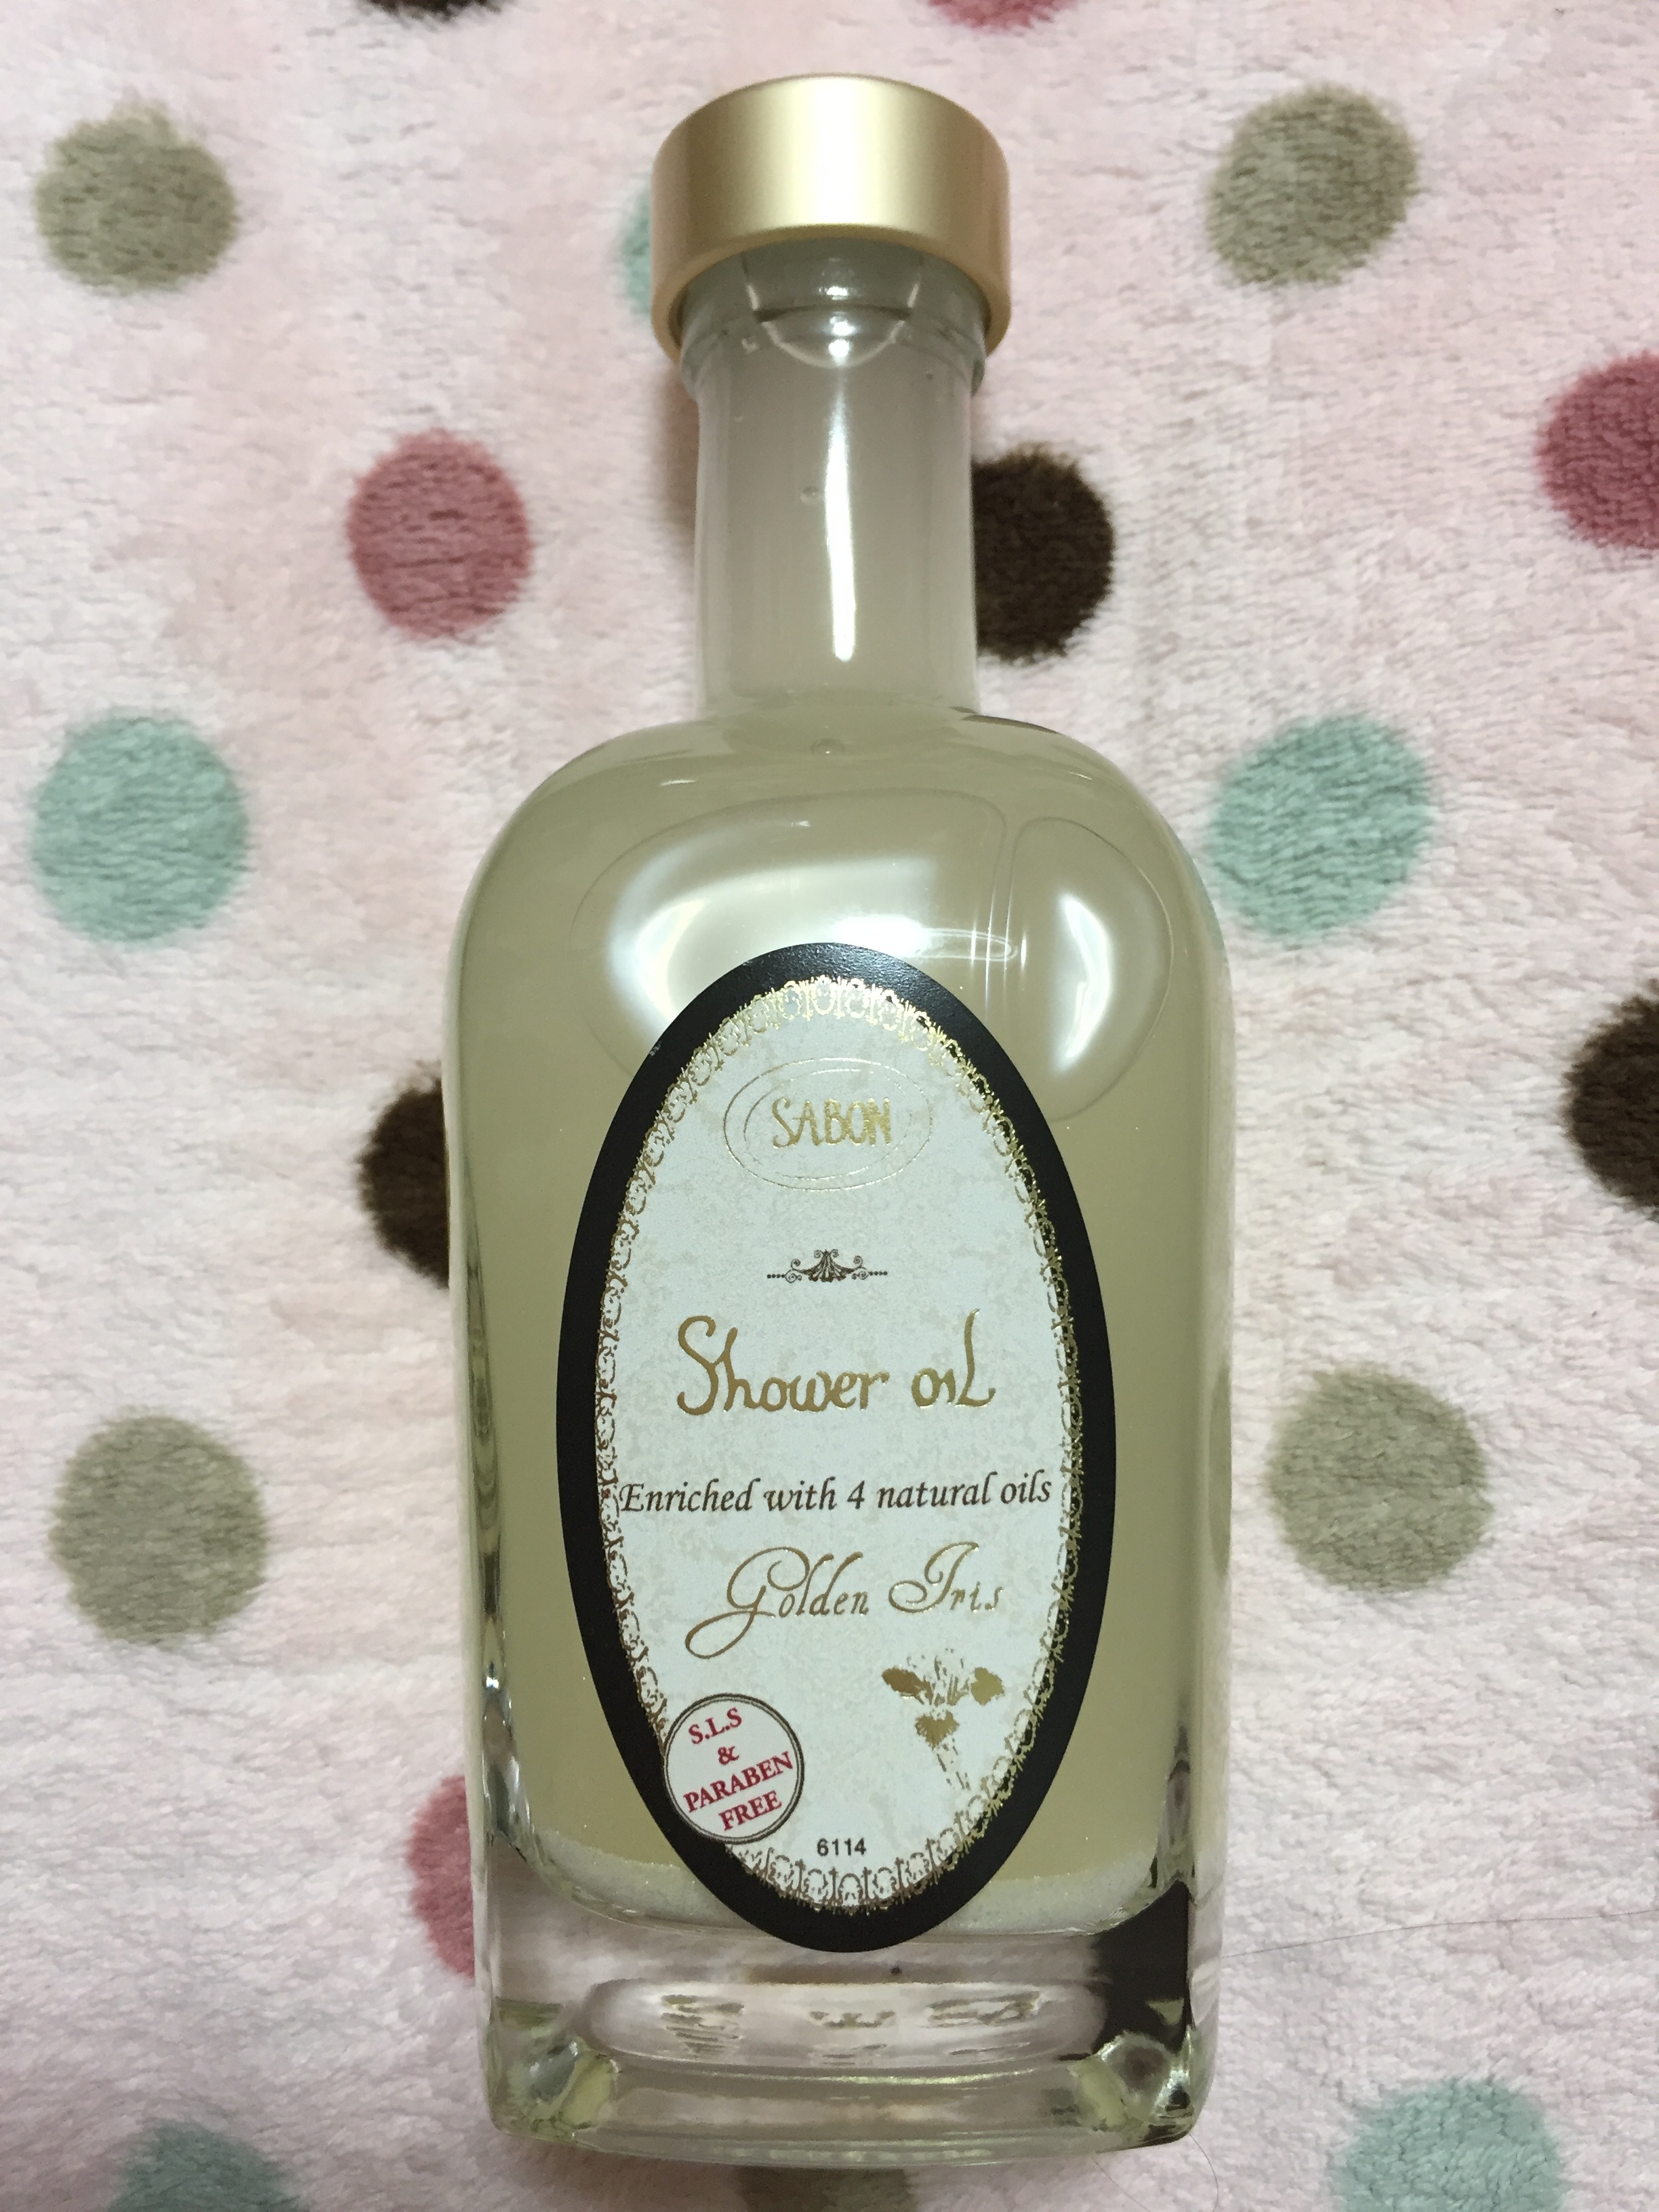 SABON
Shower oil
Enriched with 4 natural oils
Golden Iris
S.L.S
&
PARABEN
FREE
6114